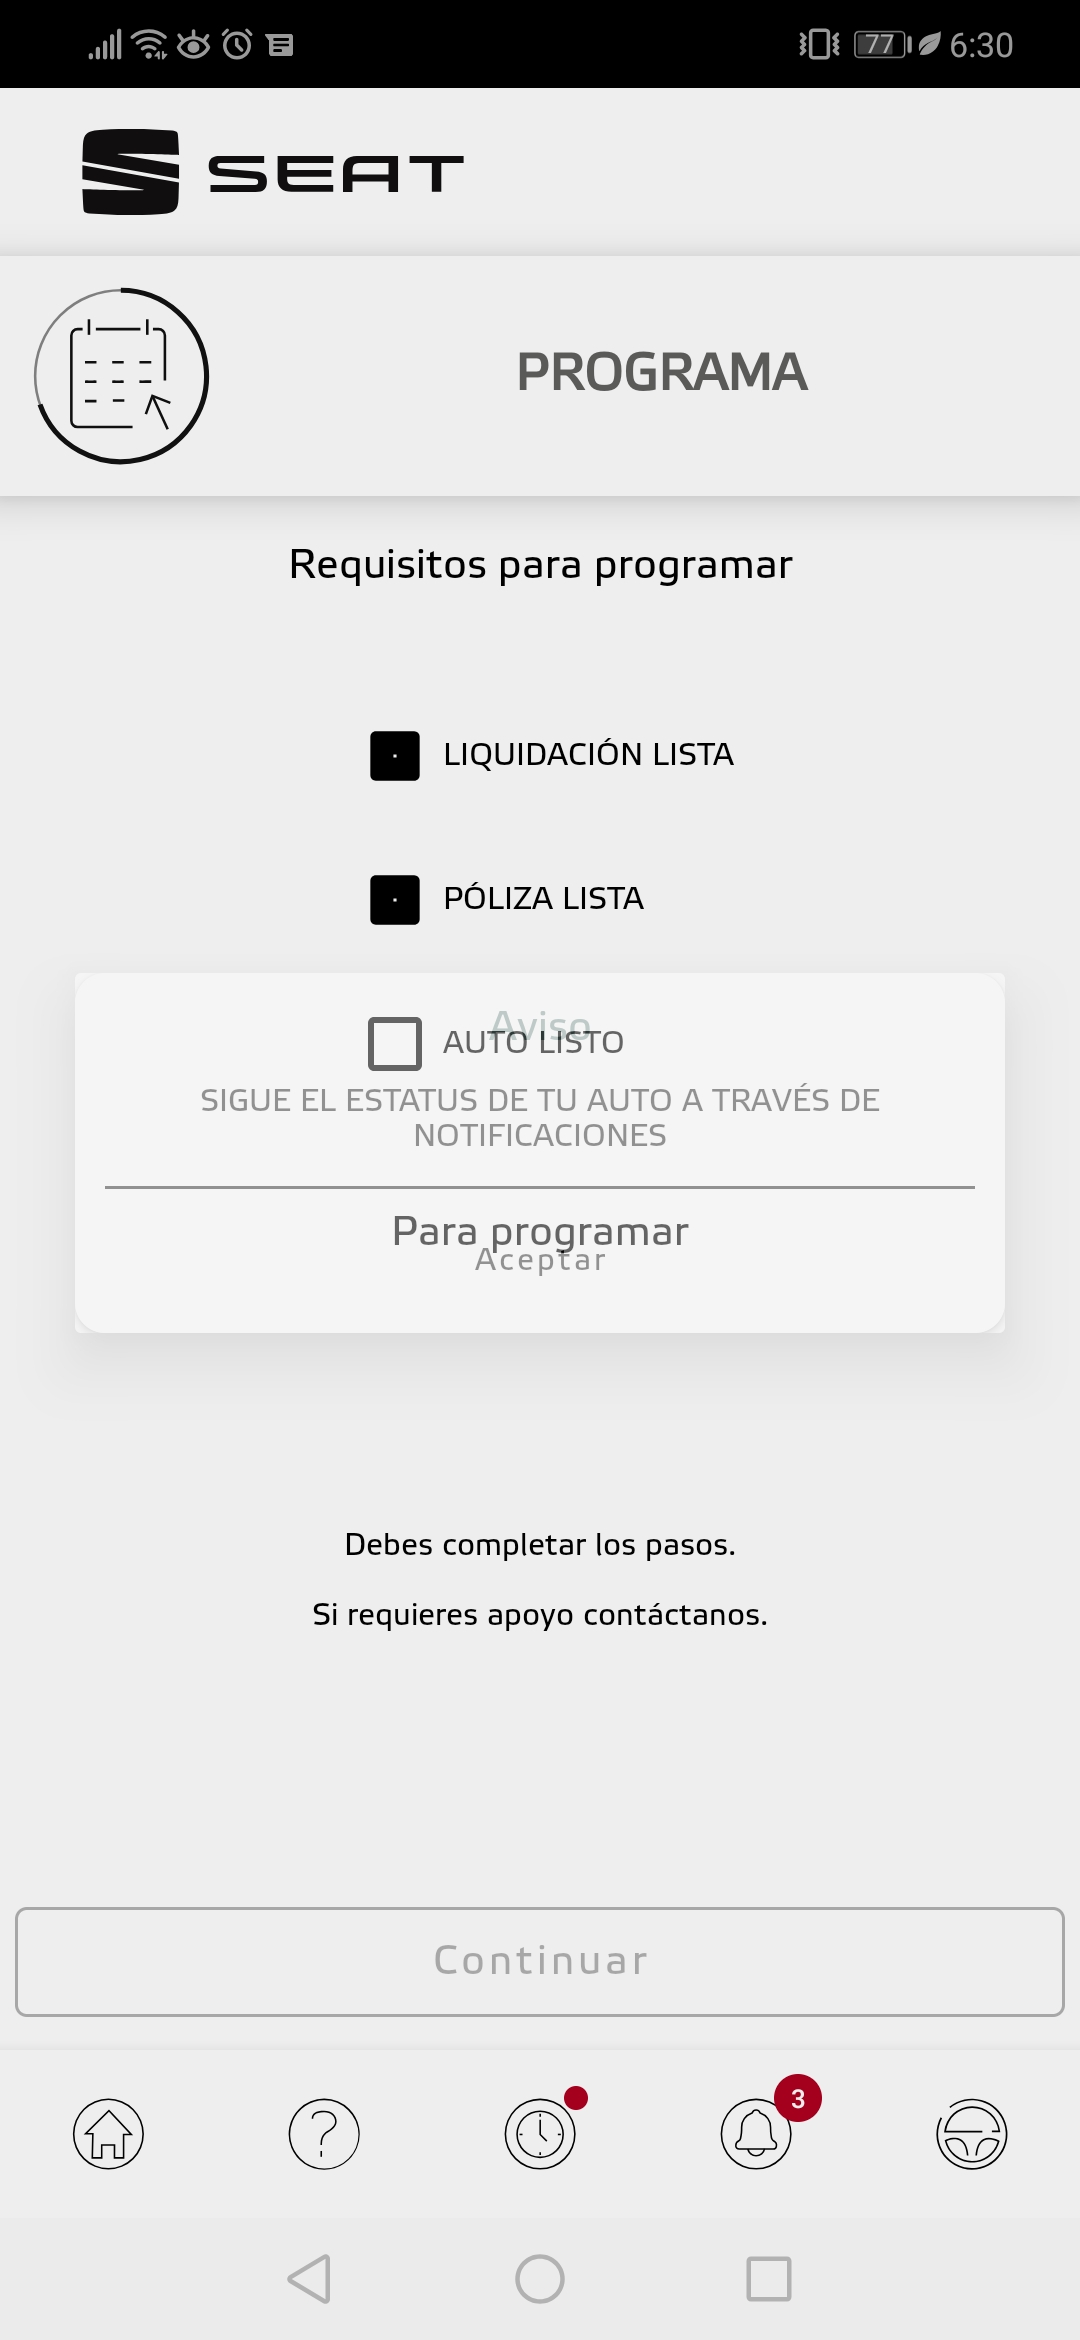 77 6:30
SEAT
PROGRAMA
Requisitos para programar
LIQUIDACIÓN LISTA
PÓLIZA LISTA
Aviso
AUTO LISTO
SIGUE EL ESTATUS DE TU AUTO A TRAVÉS DE
NOTIFICACIONES
Para programar
Aceptar
Debes completar los pasos.
Si requieres apoyo contáctanos.
Continuar
3